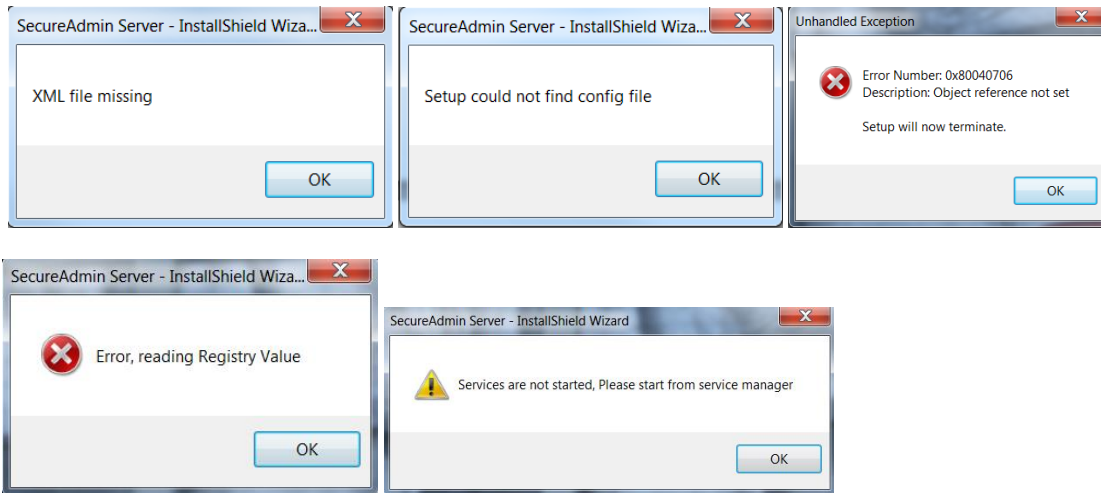 SecureAdmin Server - InstallShield Wiza...
XML file missing
OK
SecureAdmin Server - InstallShield Wiza...
Setup could not find config file
OK
Unhandled Exception
Error Number: 0x80040706
Description: Object reference not set
Setup will now terminate.
OK
SecureAdmin Server - InstallShield Wiza...
Error, reading Registry Value
OK
SecureAdmin Server - InstallShield Wizard
Services are not started, Please start from service manager
OK